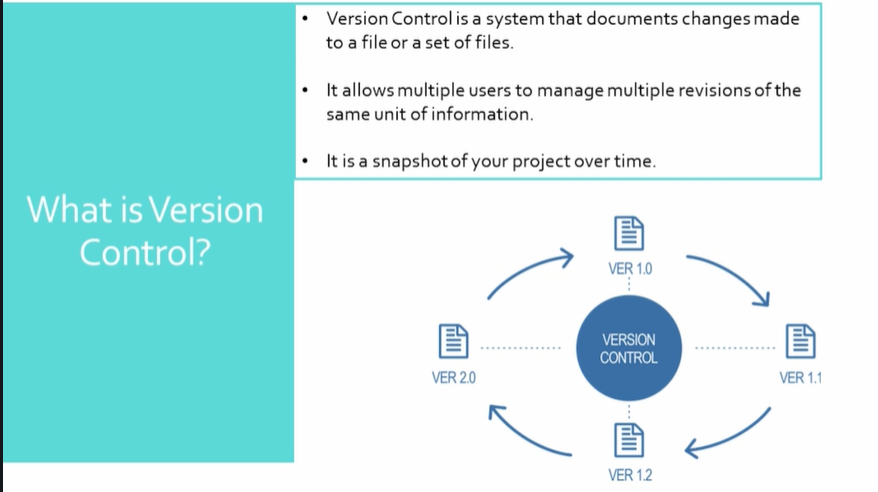 What is Version
Control?
• Version Control is a system that documents changes made
to a file or a set of files.
• It allows multiple users to manage multiple revisions of the
same unit of information.
• It is a snapshot of your project over time.
VER 1.0
VERSION
CONTROL
VER 2.0
VER 1.1
VER 1.2